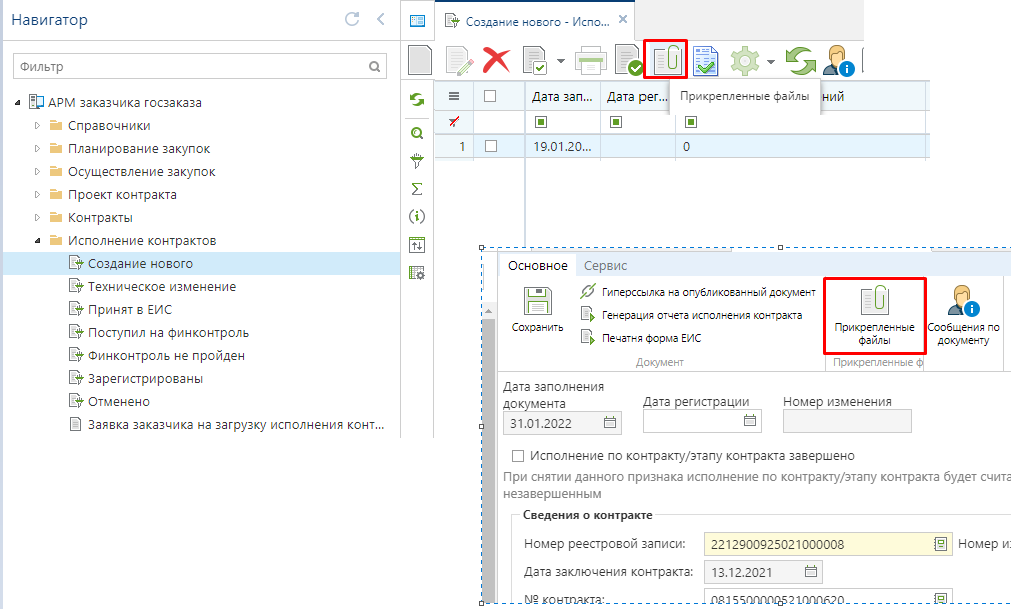 Навигатор
Фильтр
АРМ заказчика госзаказа
Справочники
Планирование закупок
Осуществление закупок
Проект контракта
Контракты
Исполнение контрактов
Создание нового
Техническое изменение
Принят в ЕИС
Поступил на финконтроль
Финконтроль не пройден
Зарегистрированы
Отменено
Заявка заказчика на загрузку исполнения конт...
Создание нового - Испо...
Прикрепленные файлы
Дата зап... Дата рег... ний
1 19.01.20... 0
Основное Сервис
Сохранить
Гиперссылка на опубликованный документ
Генерация отчета исполнения контракта
Печатня форма ЕИС
Документ
Прикрепленные
файлы
Прикрепленные ф
Сообщения по
документу
Дата заполнения
документа
31.01.2022
Дата регистрации
Номер изменения
Исполнение по контракту/этапу контракта завершено
При снятии данного признака исполнение по контракту/этапу контракта будет счита
незавершенным
Сведения о контракте
Номер реестровой записи: 2212900925021000008 Номер из
Дата заключения контракта: 13.12.2021
№ контракта: 0815500000521000620